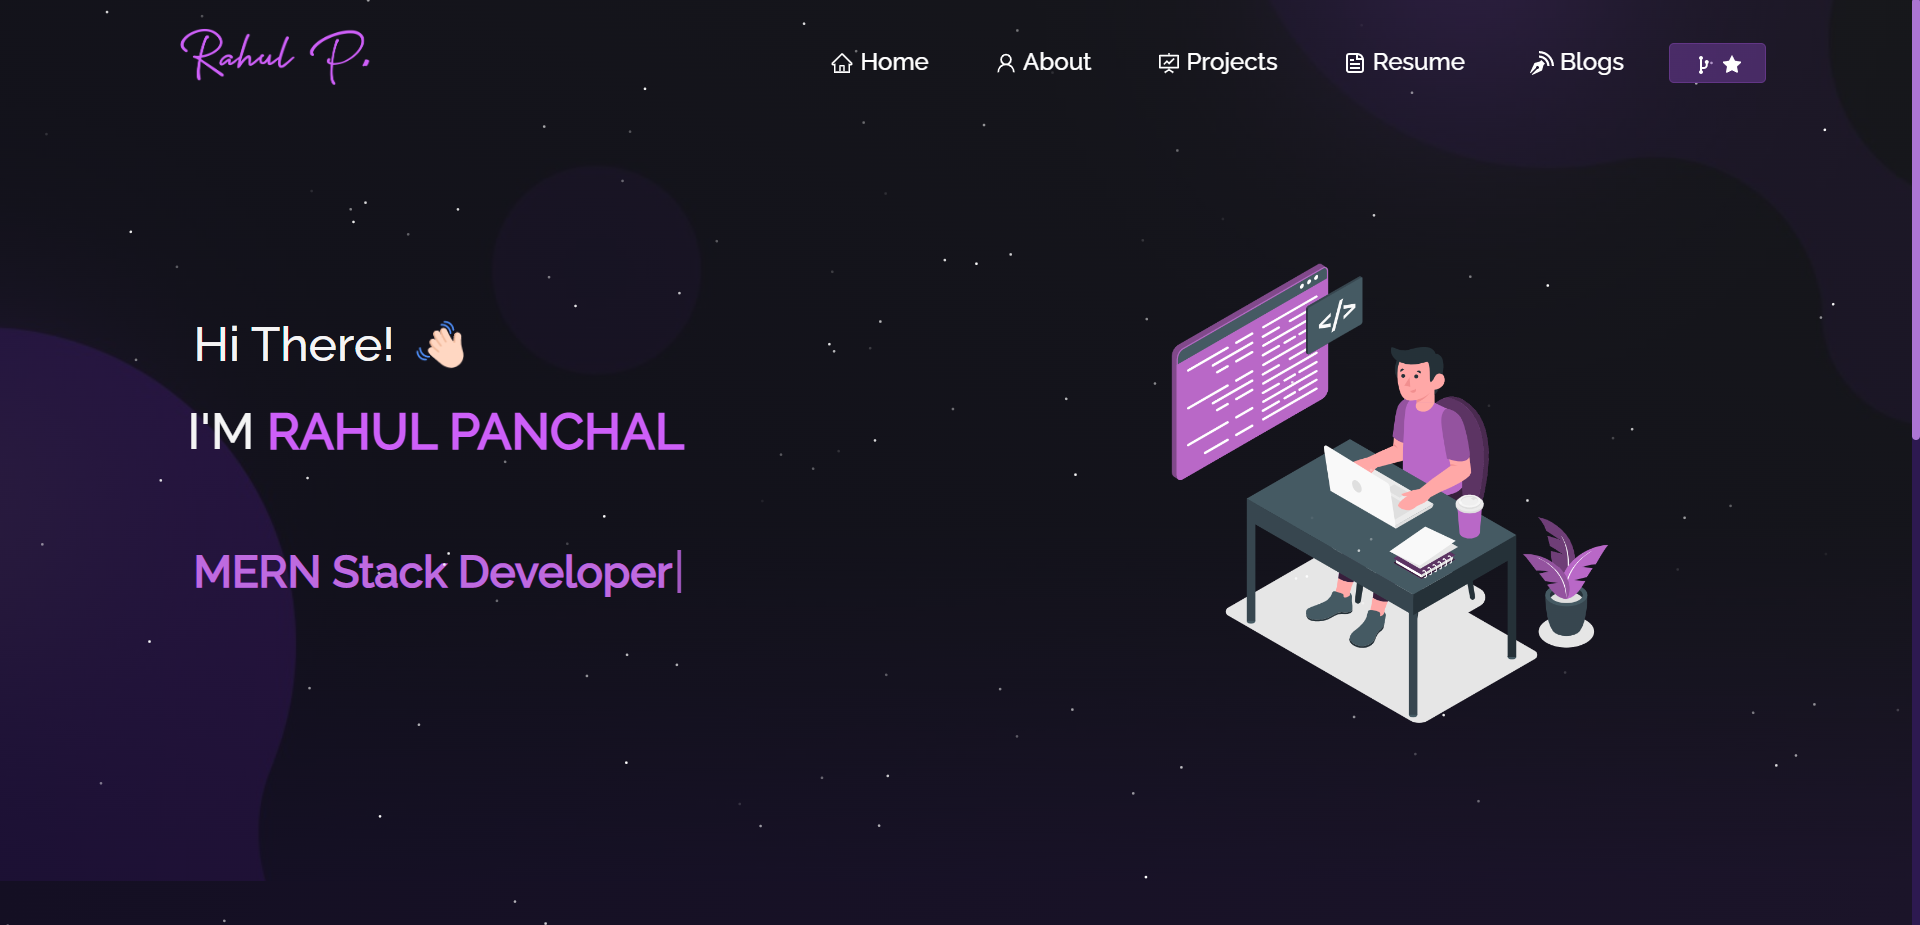 Rahul P.
Home About Projects Resume Blogs
Hi There! 👋🏻
I'M RAHUL PANCHAL
</>
MERN Stack Developer|